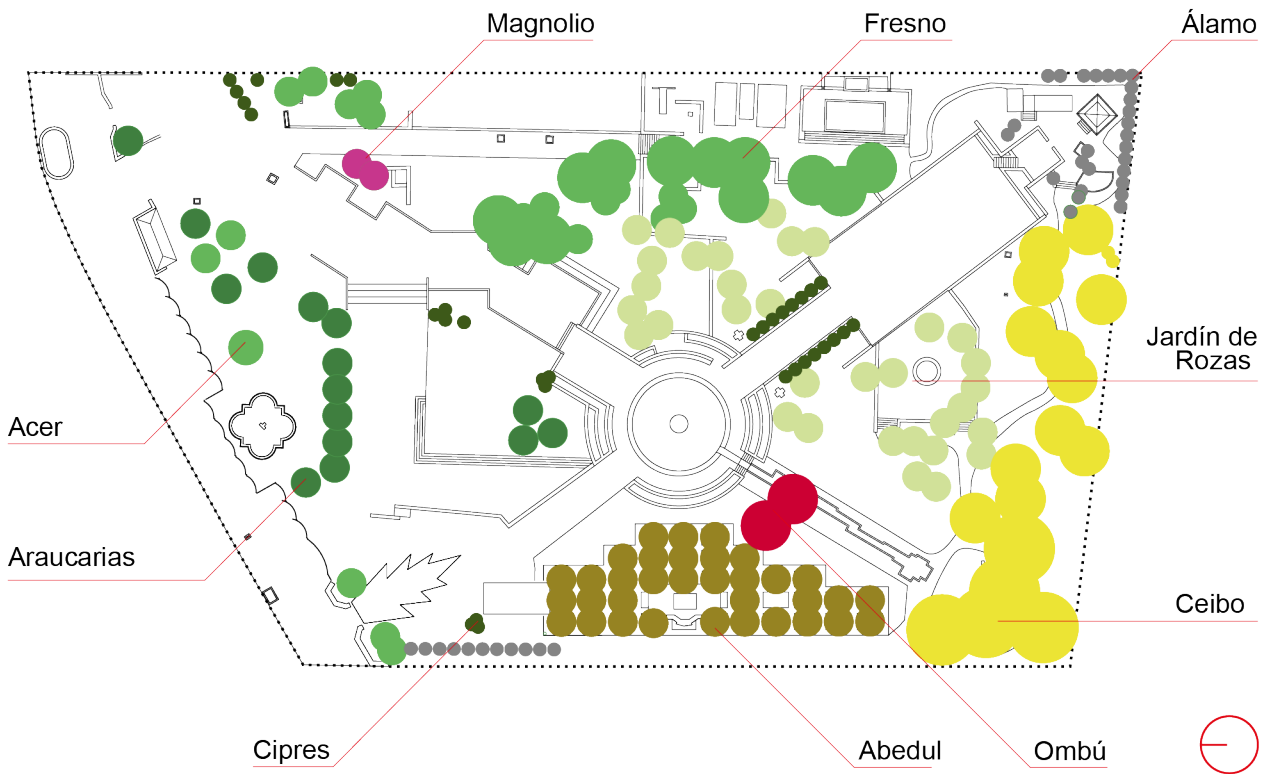 Magnolio
Fresno
Álamo
Jardín de
Rozas
Acer
Araucarias
Ceibo
Cipres
Abedul
Ombú